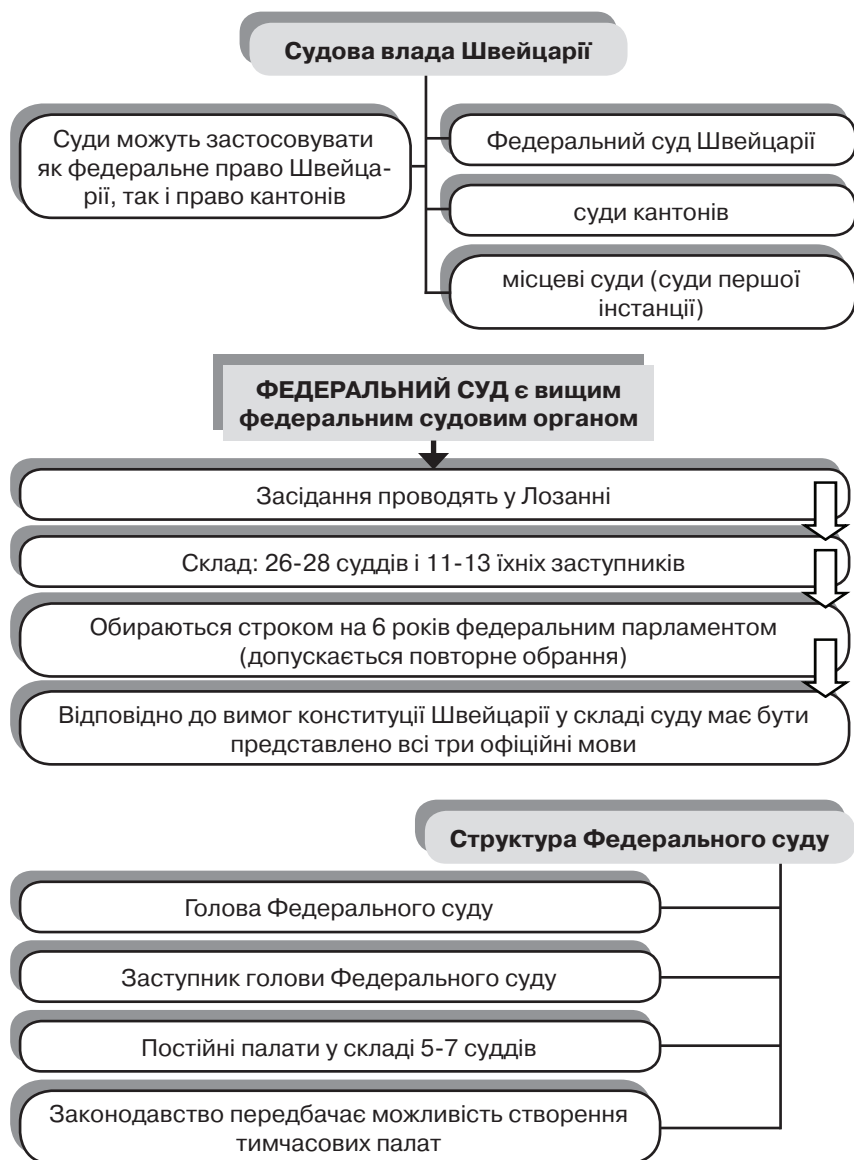 Судова влада Швейцарії
Суди можуть застосовувати
як федеральне право Швейца-
рії, так і право кантонів
Федеральний суд Швейцарії
суди кантонів
місцеві суди (суди першої
інстанції)
ФЕДЕРАЛЬНИЙ СУД є вищим
федеральним судовим органом
Засідання проводять у Лозанні
Склад: 26-28 суддів і 11-13 їхніх заступників
Обираються строком на 6 років федеральним парламентом
(допускається повторне обрання)
Відповідно до вимог конституції Швейцарії у складі суду має бути
представлено всі три офіційні мови
Структура Федерального суду
Голова Федерального суду
Заступник голови Федерального суду
Постійні палати у складі 5-7 суддів
Законодавство передбачає можливість створення
тимчасових палат